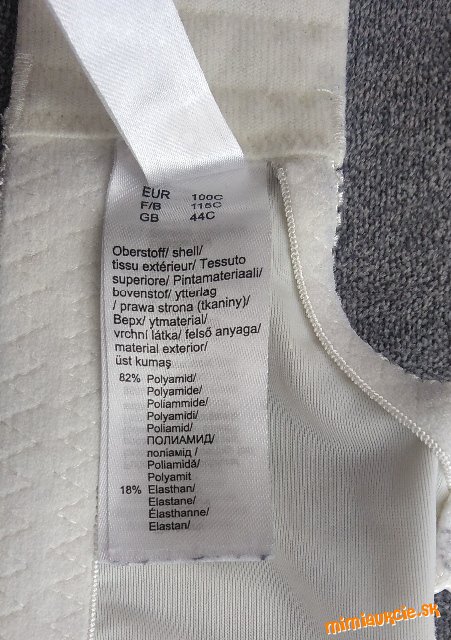 EUR 100C
F/B 115C
GB 44C
Oberstoff/ shell/
tissu extérieur/ Tessuto
superiore/ Pintamateriaali/
bovenstof/ ytterlag
/ prawa strona (tkaniny)/
Верх/ ytmaterial/
vrchní látka/ felső anyaga/
material exterior/
üst kumaş
82% Polyamid/
Polyamide/
Poliammide/
Polyamidi/
Poliamid/
ПОЛИАМИД/
поліамід /
Poliamidă/
Polyamit
18% Elasthan/
Elastane/
Élasthanne/
Elastan/
mimiaukcie.sk